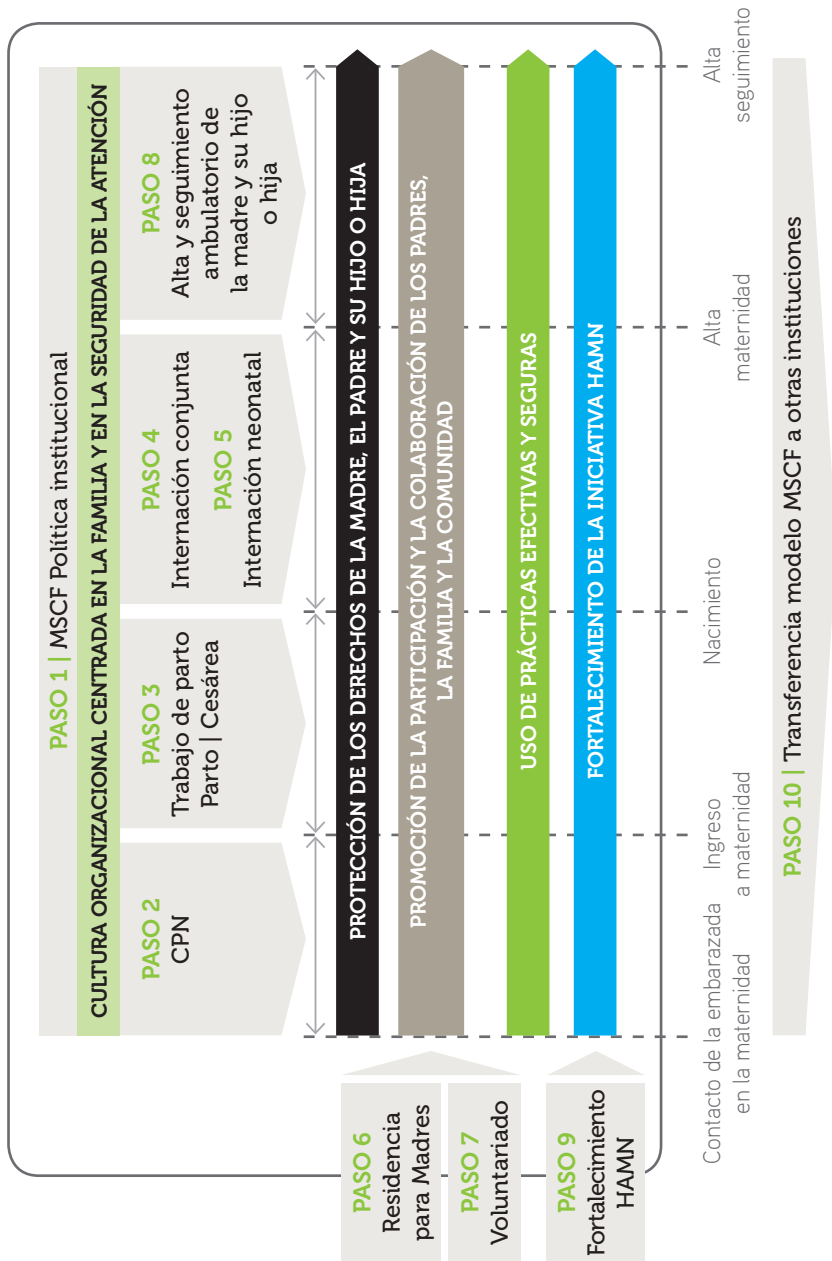 PASO 1 | MSCF Política institucional
CULTURA ORGANIZACIONAL CENTRADA EN LA FAMILIA Y EN LA SEGURIDAD DE LA ATENCIÓN
PASO 2
CPN
PASO 3
Trabajo de parto
Parto | Cesárea
PASO 4
Internación conjunta
PASO 5
Internación neonatal
PASO 8
Alta y seguimiento
ambulatorio de
la madre y su hijo
o hija
PASO 6
Residencia
para Madres
PASO 7
Voluntariado
PASO 9
Fortalecimiento
HAMN
PROTECCIÓN DE LOS DERECHOS DE LA MADRE, EL PADRE Y SU HIJO O HIJA
PROMOCIÓN DE LA PARTICIPACIÓN Y LA COLABORACIÓN DE LOS PADRES,
LA FAMILIA Y LA COMUNIDAD
USO DE PRÁCTICAS EFECTIVAS Y SEGURAS
FORTALECIMIENTO DE LA INICIATIVA HAMN
Contacto de la embarazada
en la maternidad
Ingreso
a maternidad
Nacimiento
Alta
maternidad
Alta
seguimiento
PASO 10 | Transferencia modelo MSCF a otras instituciones